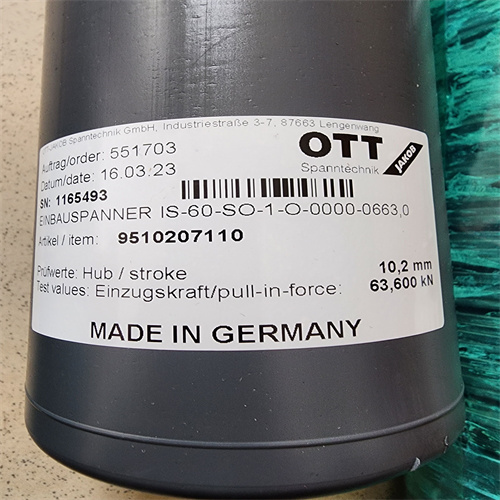 OTT-JAKOB Spanntechnik GmbH, Industriestraße 3-7, 87663 Lengenwang
Auftrag/order: 551703
Datum/date: 16.03.23
SN: 1165493
OTT
JAKOB
Spanntechnik
EINBAUSPANNER IS-60-SO-1-O-0000-0663,0
Artikel / item: 9510207110
Prüfwerte: Hub / stroke 10,2 mm
Test values: Einzugskraft/pull-in-force: 63,600 kN
MADE IN GERMANY